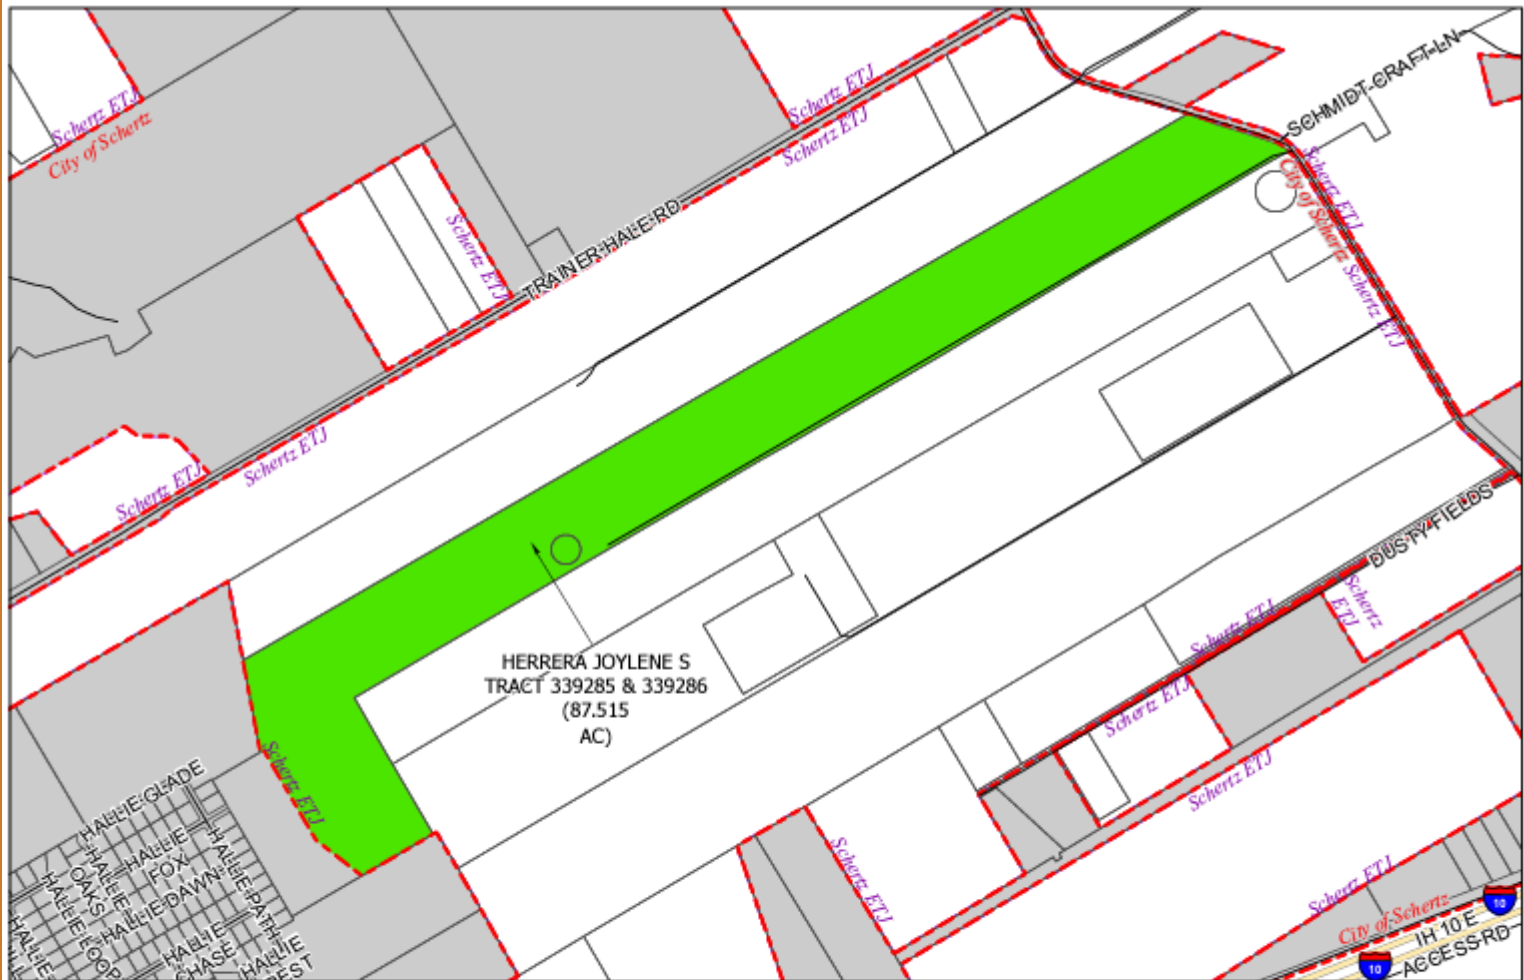 Schertz ETJ
City of Schertz
Schertz ETJ
Schertz ETJ
SCHMIDT-CRAFT-LN
Schertz ETJ
City of Schertz
Schertz ETJ
Schertz ETJ
TRAINER-HALE-RD
Schertz ETJ
Schertz ETJ
DUSTY-FIELDS
Schertz
ETJ
Schertz ETJ
HERRERA JOYLENE S
TRACT 339285 & 339286
(87.515
AC)
Schertz ETJ
Schertz ETJ
Schertz ETJ
Schertz ETJ
Schertz ETJ
HALLIE-GLADE
HALLIE
FOX
HALLIE
OAKS
HALLIE-DAWN
HALLIE-PATH
HALLIE
LOOP
HALLIE
CHASE
HALLIE
HALLIE
City of Schertz
10
IH 10 E
ACCESS-RD
10